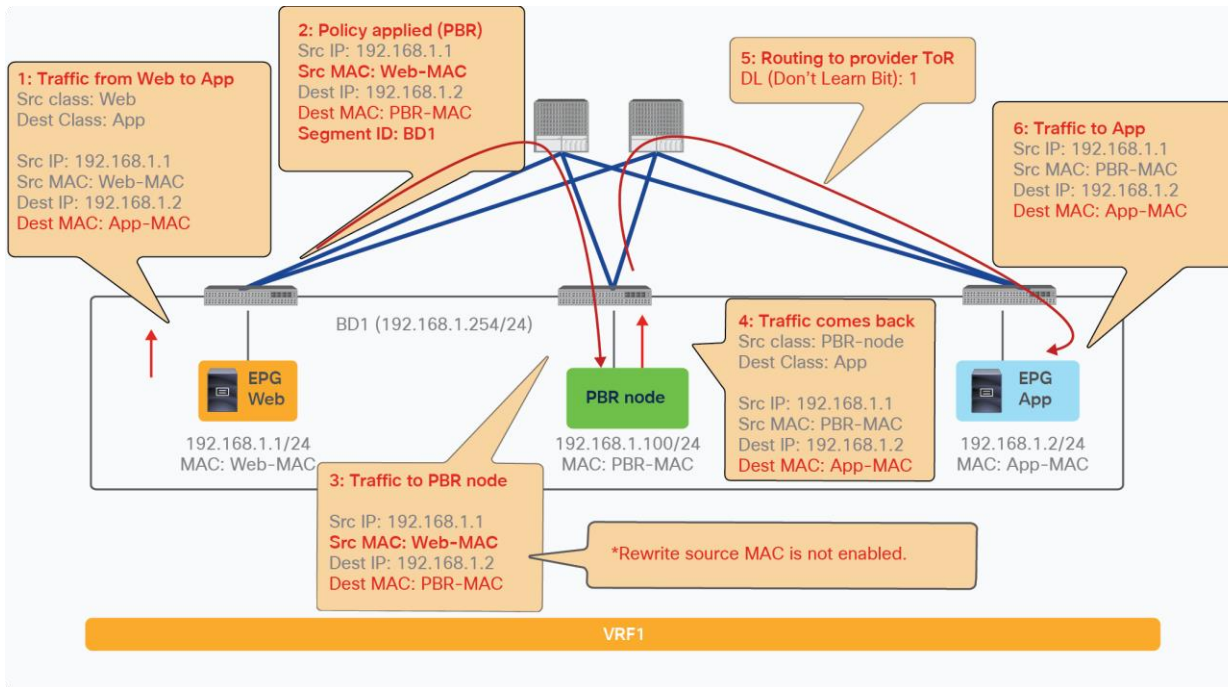 1: Traffic from Web to App
Src class: Web
Dest Class: App
Src IP: 192.168.1.1
Src MAC: Web-MAC
Dest IP: 192.168.1.2
Dest MAC: App-MAC
2: Policy applied (PBR)
Src IP: 192.168.1.1
Src MAC: Web-MAC
Dest IP: 192.168.1.2
Dest MAC: PBR-MAC
Segment ID: BD1
5: Routing to provider ToR
DL (Don't Learn Bit): 1
6: Traffic to App
Src IP: 192.168.1.1
Src MAC: PBR-MAC
Dest IP: 192.168.1.2
Dest MAC: App-MAC
BD1 (192.168.1.254/24)
EPG
Web
192.168.1.1/24
MAC: Web-MAC
PBR node
192.168.1.100/24
MAC: PBR-MAC
4: Traffic comes back
Src class: PBR-node
Dest Class: App
Src IP: 192.168.1.1
Src MAC: PBR-MAC
Dest IP: 192.168.1.2
Dest MAC: App-MAC
EPG
App
192.168.1.2/24
MAC: App-MAC
3: Traffic to PBR node
Src IP: 192.168.1.1
Src MAC: Web-MAC
Dest IP: 192.168.1.2
Dest MAC: PBR-MAC
*Rewrite source MAC is not enabled.
VRF1